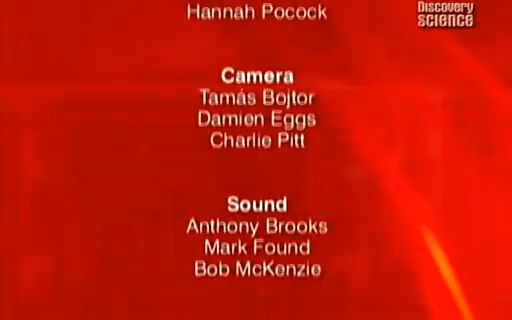 Hannah Pocock
Discovery
SCIENCE
Camera
Tamás Bojtor
Damien Eggs
Charlie Pitt
Sound
Anthony Brooks
Mark Found
Bob McKenzie